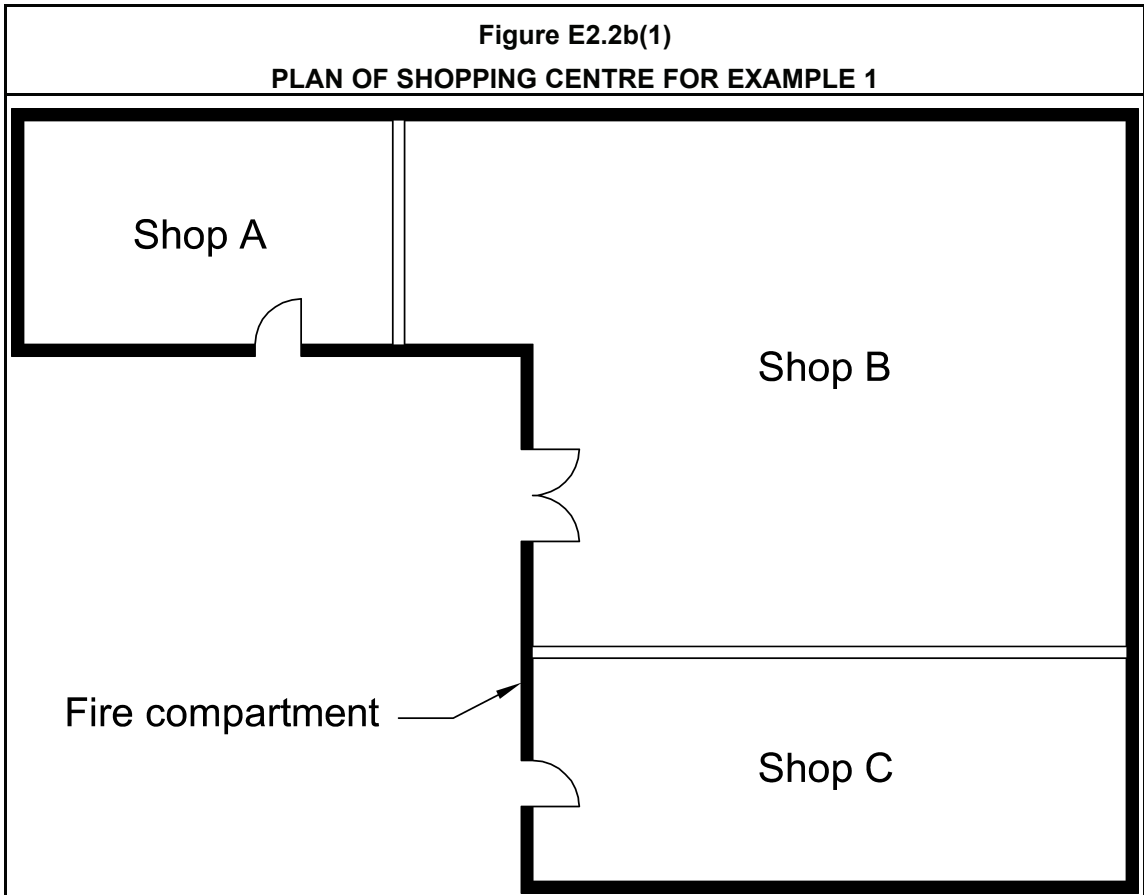 Figure E2.2b(1)
PLAN OF SHOPPING CENTRE FOR EXAMPLE 1
Shop A
Shop B
Fire compartment
Shop C